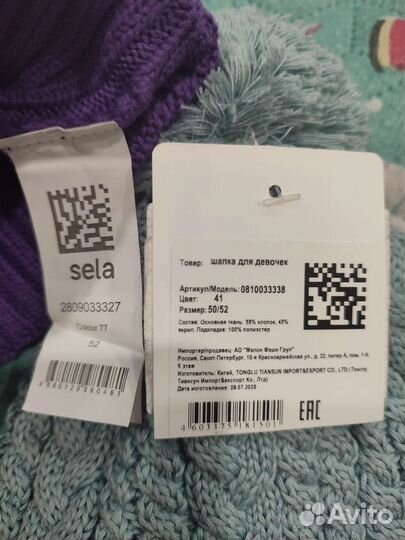 sela
2809033327
Colour 77
52
4680129980481
Товар: шапка для девочек
Артикул/Модель: 0810033338
Цвет: 41
Размер: 50/52
Состав: Основная ткань: 55% хлопок, 45%
акрил. Подкладка: 100% полиэстер
Импортер/продавец: АО "Мэлон Фэшн Груп"
Россия, Санкт-Петербург, 10-я Красноармейская ул., д. 22, литер А, пом. 1-Н
6 этаж
Изготовитель: Китай, TONGLU TIANSUN IMPORT&EXPORT CO., LTD.(Тонглу
Тиансун Импорт&Экспорт Ко., Лтд)
Дата изготовления: 09.07.2020
4603375181501
EAC
Avito